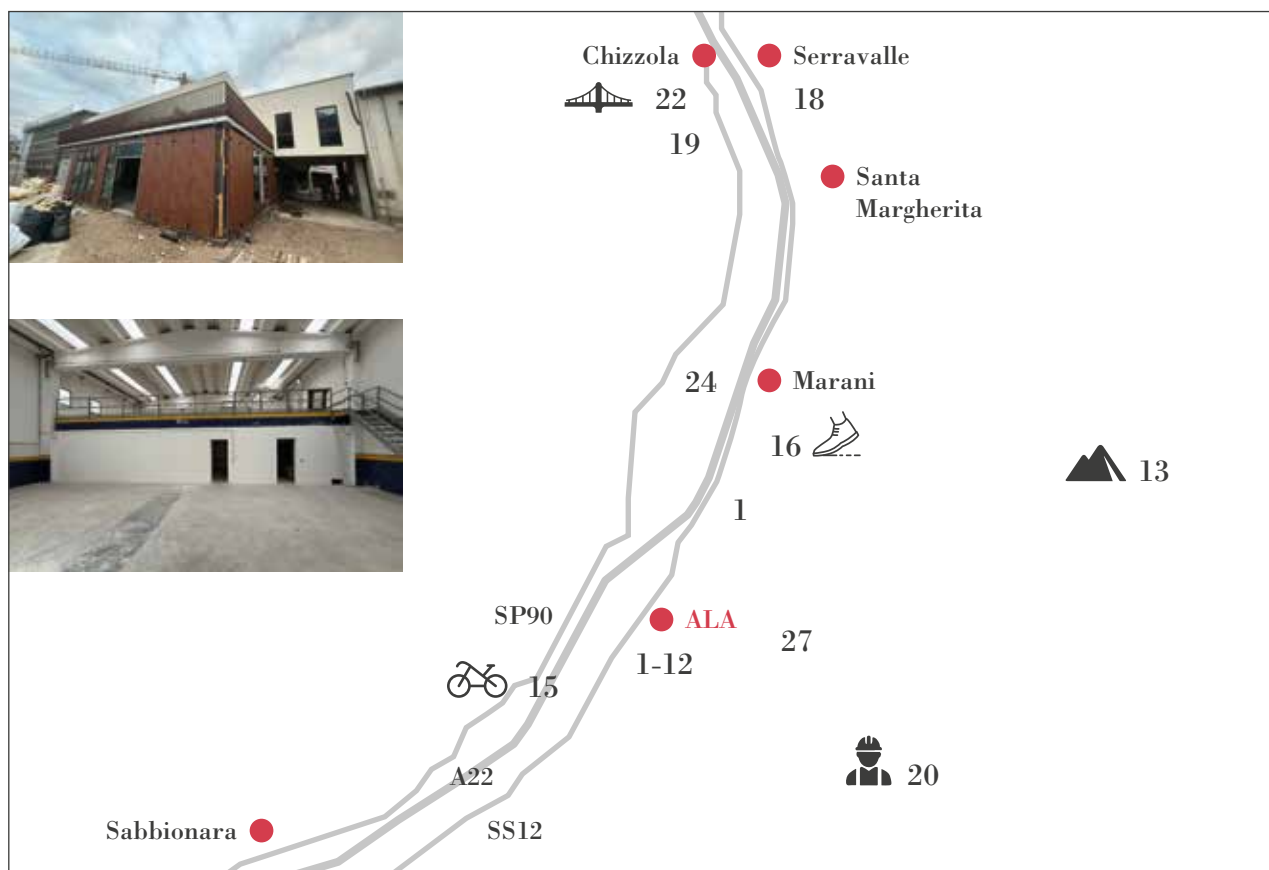 Chizzola
Serravalle
22
18
19
Santa
Margherita
24
Marani
16
13
1
SP90
ALA
27
1-12
15
A22
20
Sabbionara
SS12